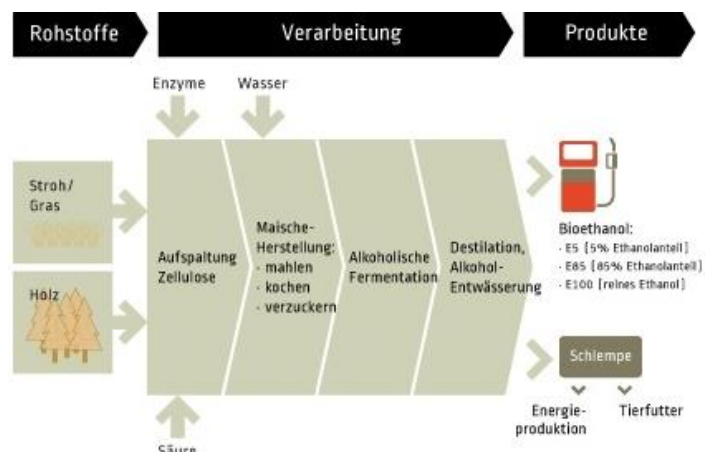 Rohstoffe
Verarbeitung
Produkte
Enzyme
Wasser
Stroh/
Gras
Holz
Aufspaltung
Zellulose
Maische-
Herstellung:
· mahlen
· kochen
· verzuckern
Alkoholische
Fermentation
Destilation,
Alkohol-
Entwässerung
Bioethanol:
· E5 [5% Ethanolanteil]
· E85 [85% Ethanolanteil]
· E100 [reines Ethanol]
Schlempe
Energie-
produktion
Tierfutter
Säure